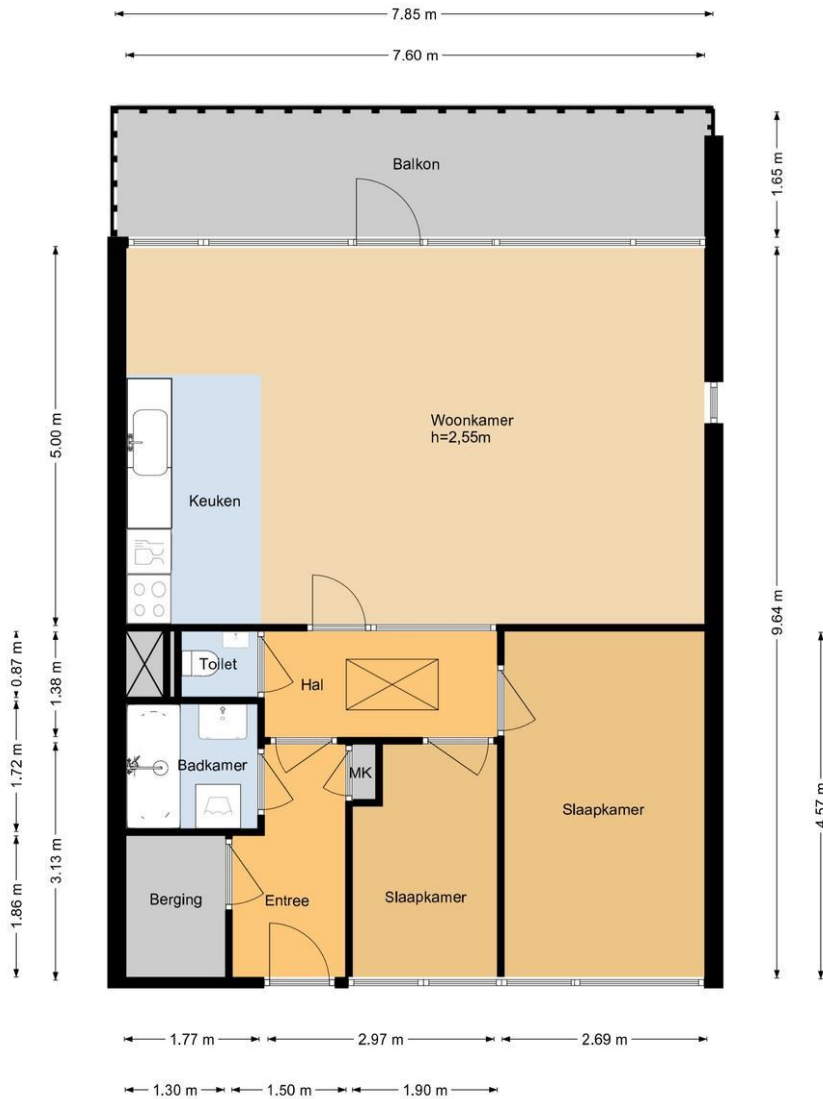 7.85 m
7.60 m
Balkon
1.65 m
5.00 m
Woonkamer
h=2,55m
Keuken
9.64 m
0.87 m
1.38 m
Toilet
Hal
1.72 m
Badkamer
MK
4.57 m
Slaapkamer
3.13 m
1.86 m
Berging
Entree
Slaapkamer
1.77 m
2.97 m
2.69 m
1.30 m
1.50 m
1.90 m